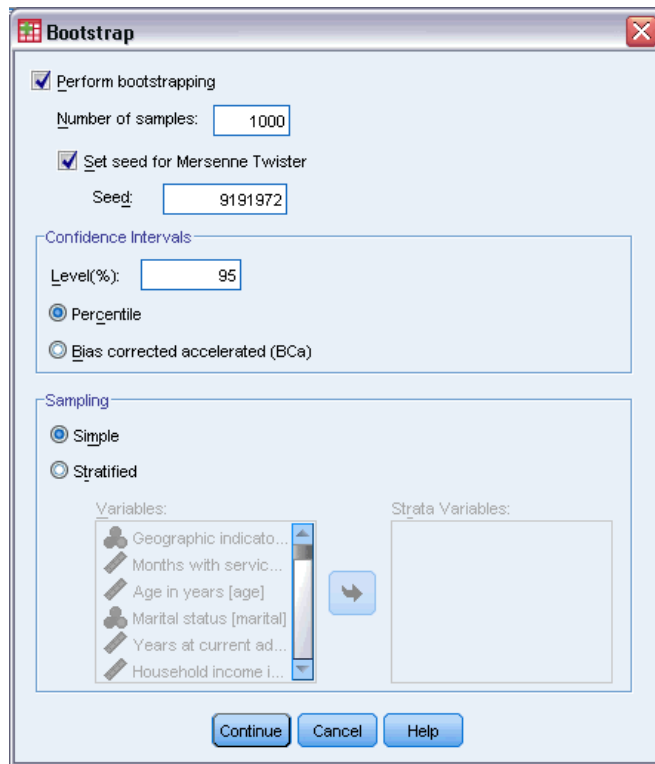 Bootstrap
Perform bootstrapping
Number of samples: 1000
Set seed for Mersenne Twister
Seed: 9191972
Confidence Intervals
Level(%): 95
Percentile
Bias corrected accelerated (BCa)
Sampling
Simple
Stratified
Variables: Strata Variables:
Geographic indicato...
Months with servic...
Age in years [age]
Marital status [marital]
Years at current ad...
Household income i...
Continue Cancel Help